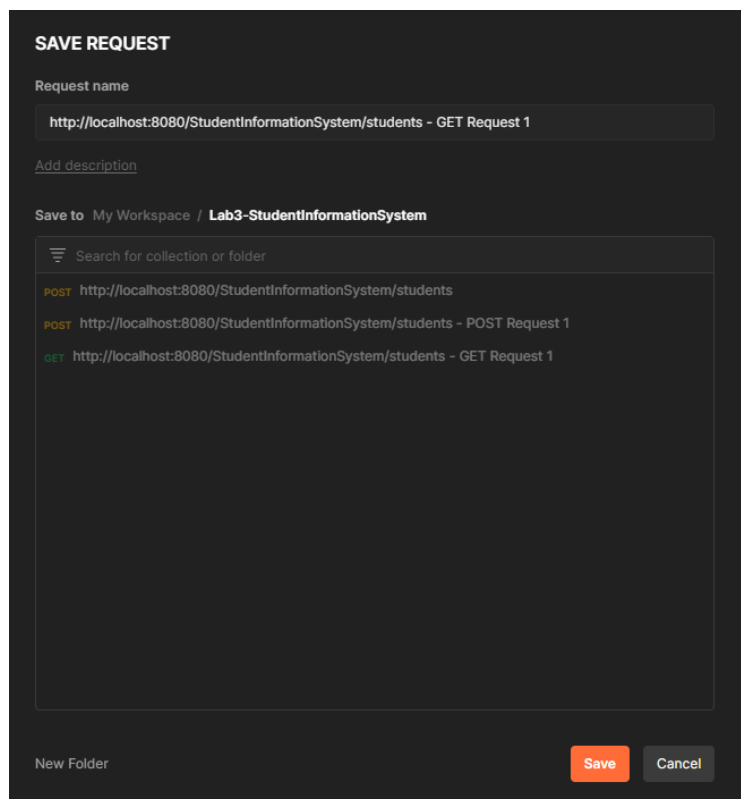 SAVE REQUEST
Request name
http://localhost:8080/StudentInformationSystem/students - GET Request 1
Add description
Save to My Workspace / Lab3-StudentInformationSystem
Search for collection or folder
POST http://localhost:8080/StudentInformationSystem/students
POST http://localhost:8080/StudentInformationSystem/students - POST Request 1
GET http://localhost:8080/StudentInformationSystem/students - GET Request 1
New Folder Save Cancel